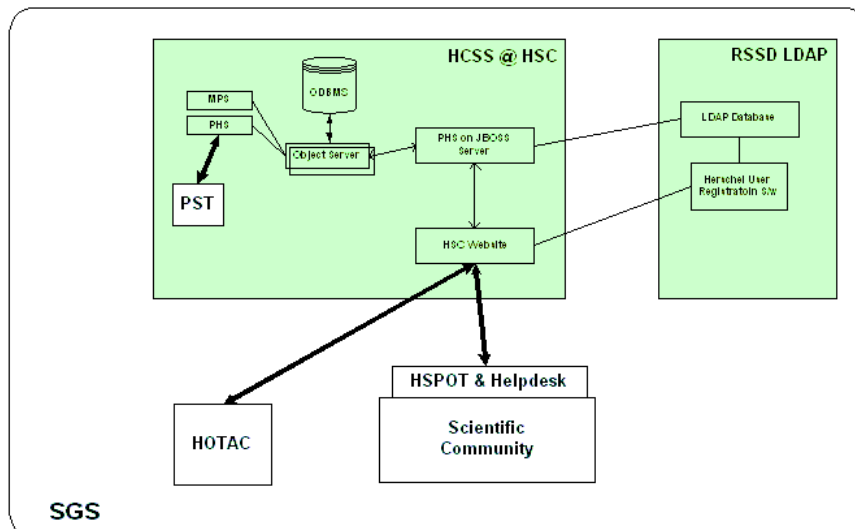 HCSS @ HSC
RSSD LDAP
ODBMS
MPS
PHS
Object Server
PHS on JBOSS
Server
LDAP Database
Herschel User
Registratoin S/w
PST
HSC Website
HSPOT & Helpdesk
HOTAC
Scientific
Community
SGS